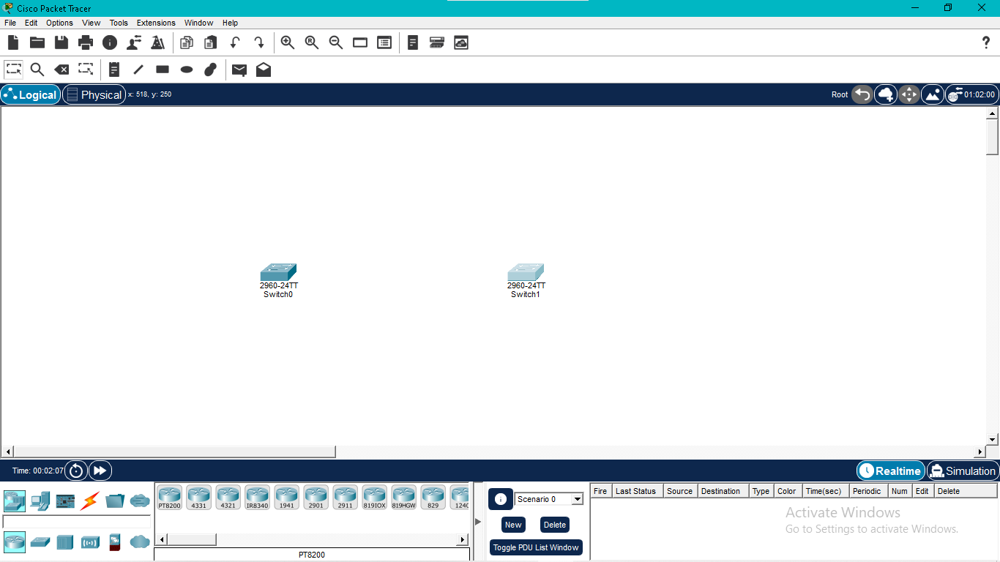 Cisco Packet Tracer
File Edit Options View Tools Extensions Window Help
?
Logical Physical x: 518, y: 250 Root 01:02:00
2960-24TT
Switch0
2960-24TT
Switch1
Time: 00:02:07 Realtime Simulation
PT8200 4331 4321 IR8340 1941 2901 2911 819IOX 819HGW 829 1240
PT8200
Scenario 0
New Delete
Toggle PDU List Window
Fire Last Status Source Destination Type Color Time(sec) Periodic Num Edit Delete
Activate Windows
Go to Settings to activate Windows.